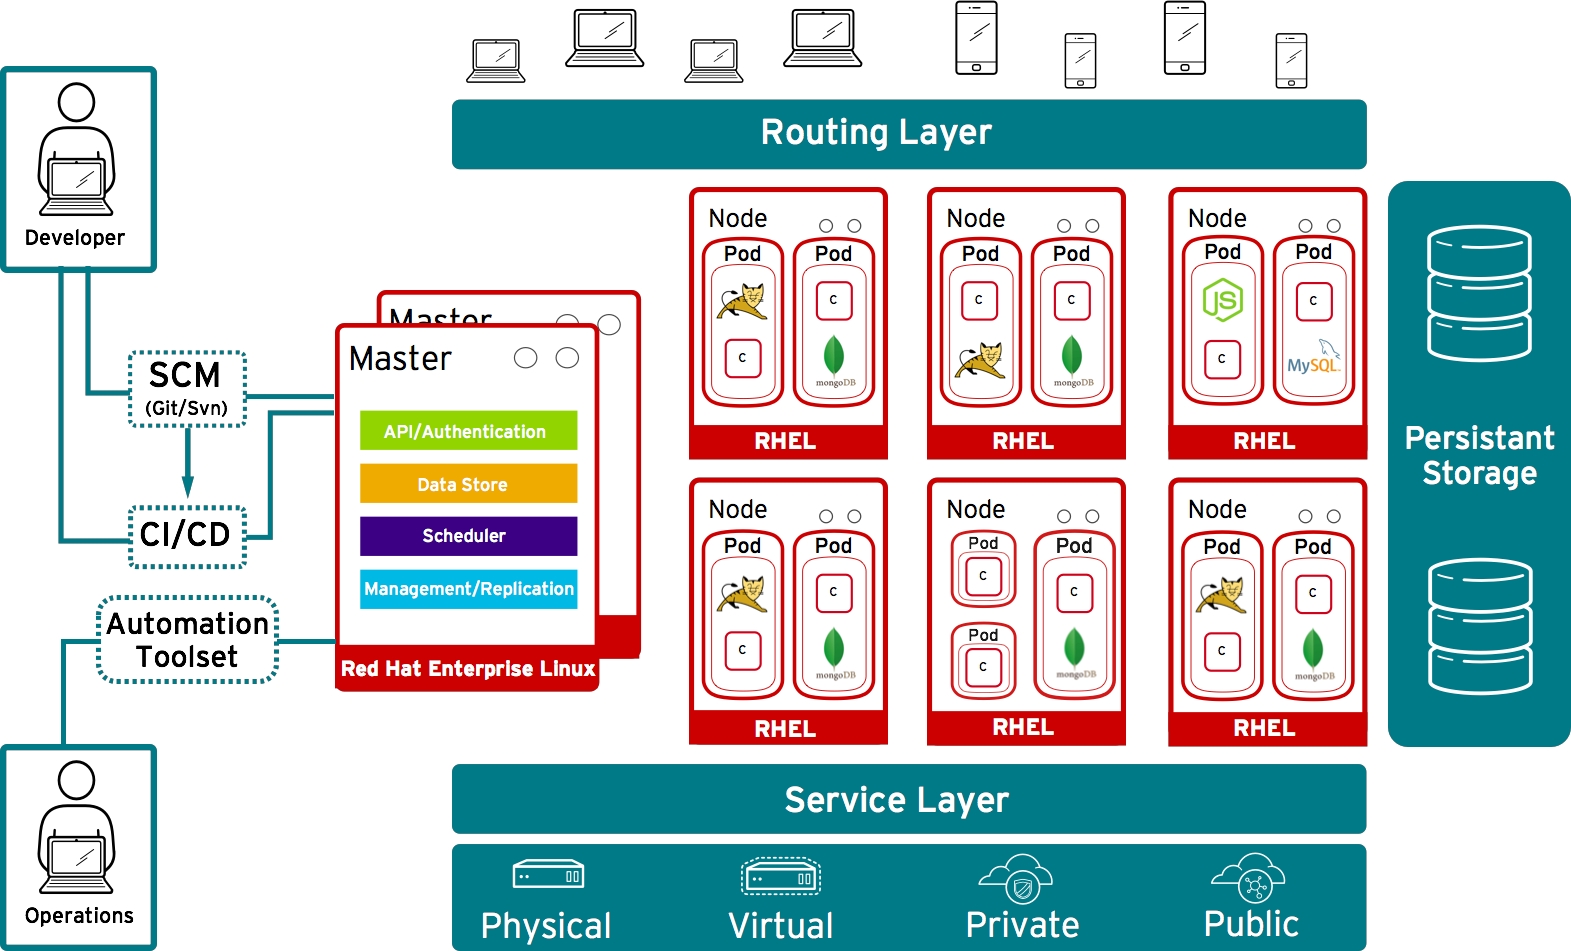 Routing Layer
Developer
SCM
(Git/Svn)
CI/CD
Automation
Toolset
Operations
Master
Master
API/Authentication
Data Store
Scheduler
Management/Replication
Red Hat Enterprise Linux
Node
Pod
C
Pod
C
mongoDB
RHEL
Node
Pod
C
Pod
C
mongoDB
RHEL
Node
Pod
JS
C
Pod
C
MySQL
RHEL
Node
Pod
C
Pod
C
mongoDB
RHEL
Node
Pod
C
Pod
C
Pod
C
mongoDB
RHEL
Node
Pod
C
Pod
C
mongoDB
RHEL
Persistant
Storage
Service Layer
Physical
Virtual
Private
Public